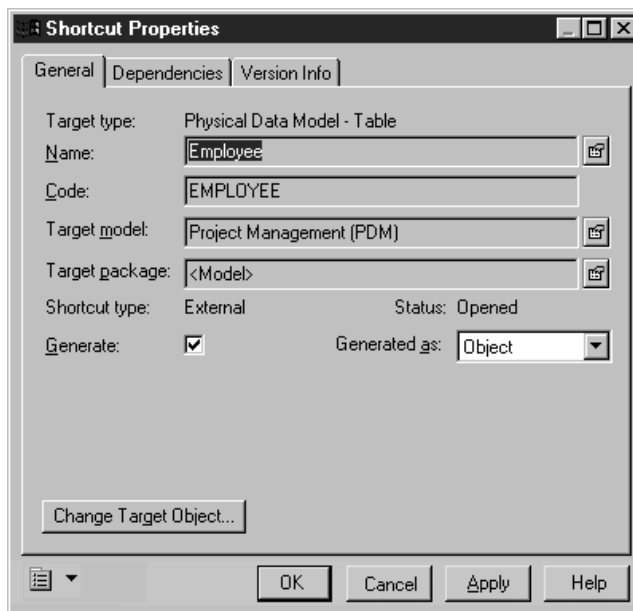 Shortcut Properties
General Dependencies Version Info
Target type: Physical Data Model - Table
Name: Employee
Code: EMPLOYEE
Target model: Project Management (PDM)
Target package: <Model>
Shortcut type: External Status: Opened
Generate: Generated as: Object
Change Target Object...
OK Cancel Apply Help